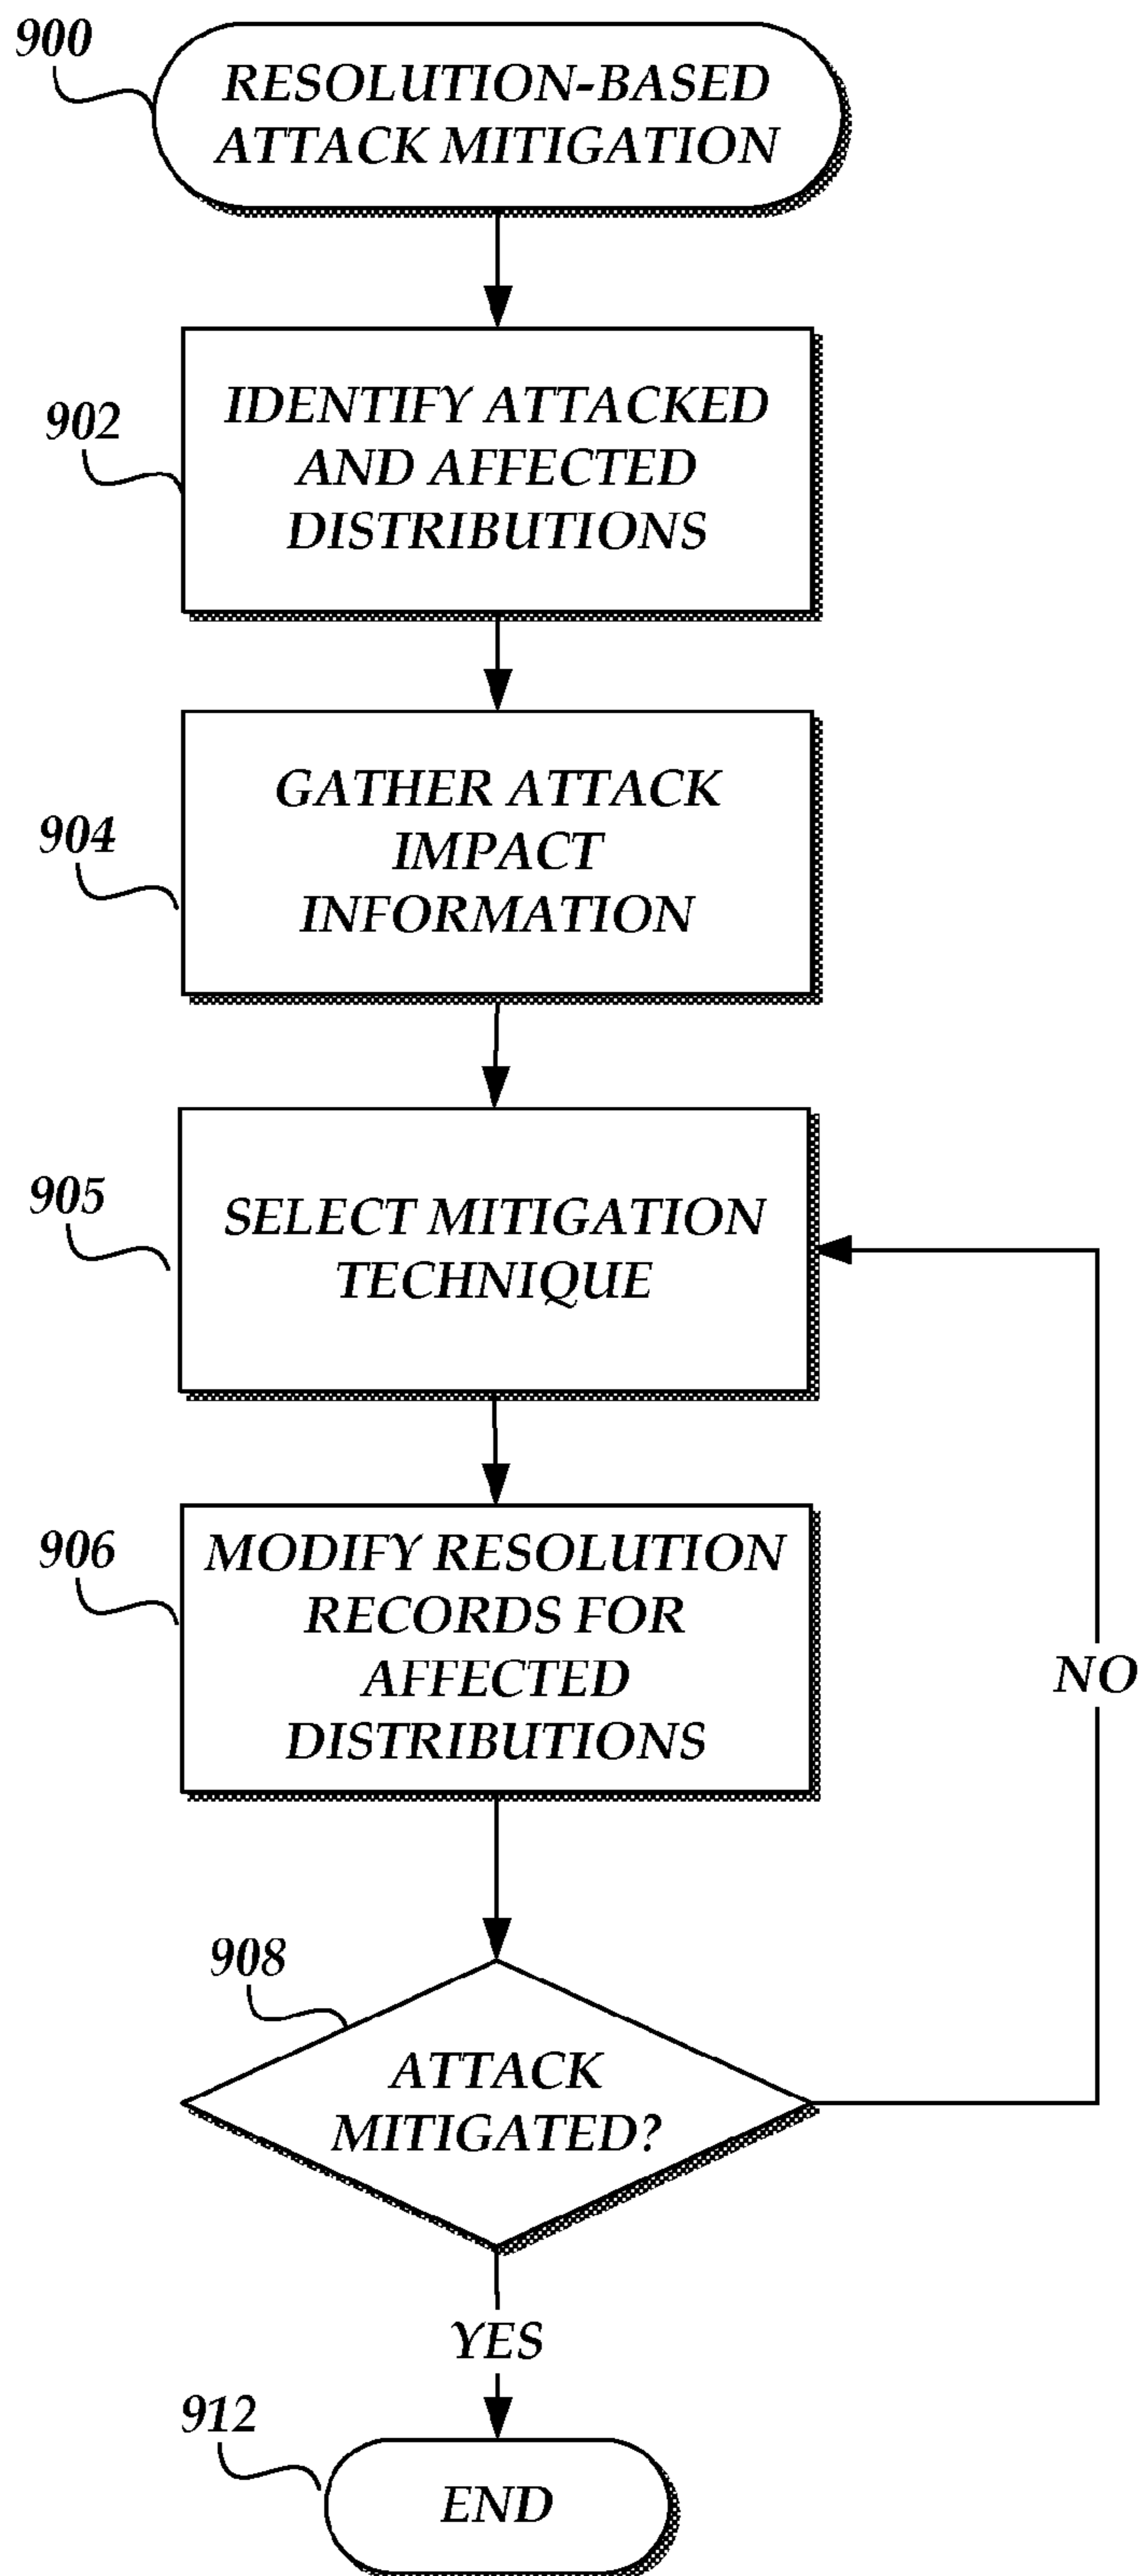 900
RESOLUTION-BASED
ATTACK MITIGATION
902
IDENTIFY ATTACKED
AND AFFECTED
DISTRIBUTIONS
904
GATHER ATTACK
IMPACT
INFORMATION
905
SELECT MITIGATION
TECHNIQUE
906
MODIFY RESOLUTION
RECORDS FOR
AFFECTED
DISTRIBUTIONS
NO
908
ATTACK
MITIGATED?
YES
912
END